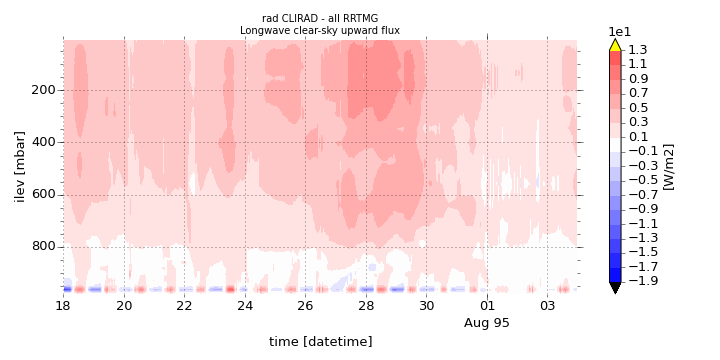 rad CLIRAD - all RRTMG
Longwave clear-sky upward flux
1e1
1.3
1.1
0.9
0.7
0.5
0.3
0.1
−0.1
−0.3
−0.5
−0.7
−0.9
−1.1
−1.3
−1.5
−1.7
−1.9
[W/m2]
200
400
600
800
ilev [mbar]
18 20 22 24 26 28 30 01 03
Aug 95
time [datetime]